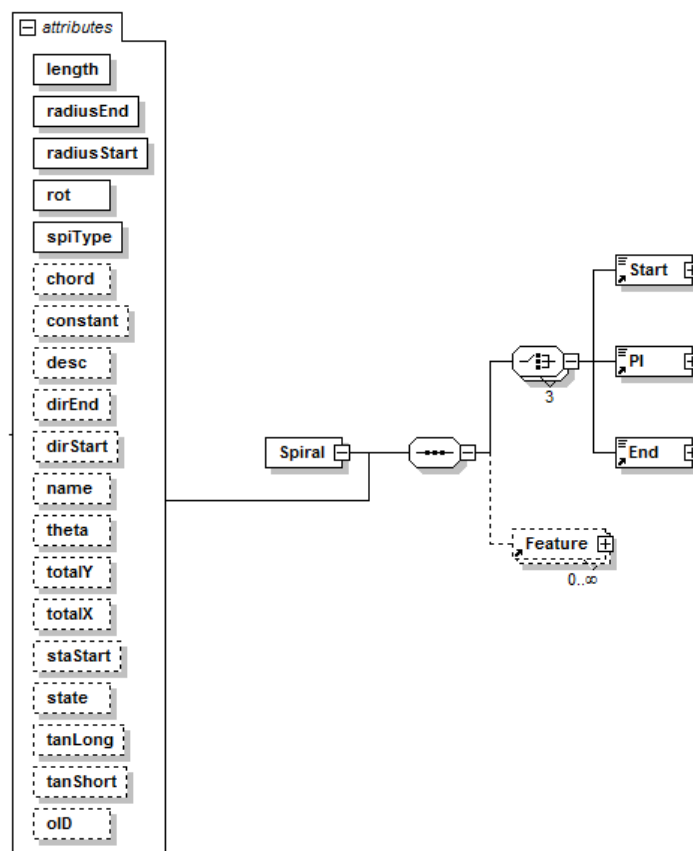 attributes
length
radiusEnd
radiusStart
rot
spiType
chord
constant
desc
dirEnd
dirStart
name
theta
totalY
totalX
staStart
state
tanLong
tanShort
oID
Spiral
3
Start
PI
End
Feature
0..∞